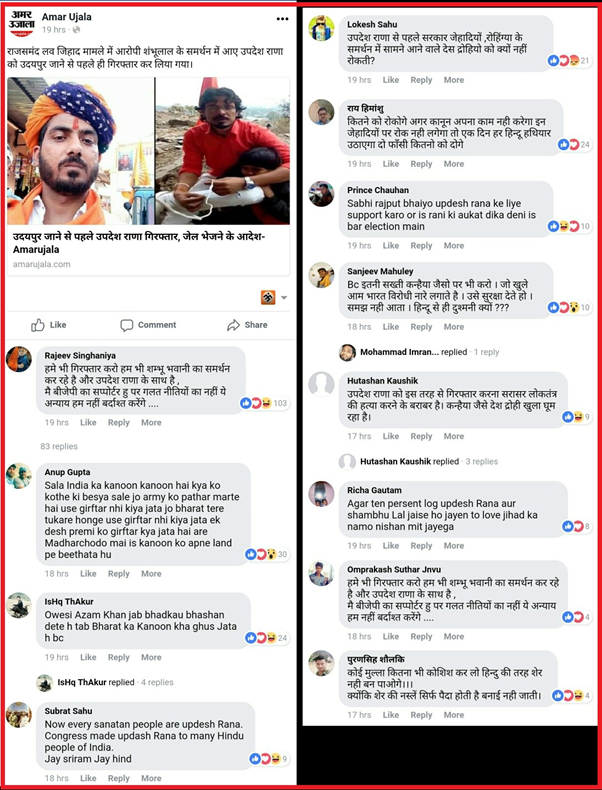 अमर
उजाला
Amar Ujala
19 hrs
राजसमंद लव जिहाद मामले में आरोपी शंभूलाल के समर्थन में आए उपदेश राणा
को उदयपुर जाने से पहले ही गिरफ्तार कर लिया गया।
उदयपुर जाने से पहले उपदेश राणा गिरफ्तार, जेल भेजने के आदेश-
Amarujala
amarujala.com
Like Comment Share
Rajeev Singhaniya
हमे भी गिरफ्तार करो हम भी शम्भू भवानी का समर्थन
कर रहे है और उपदेश राणा के साथ है ,
मै बीजेपी का सप्पोर्टर हु पर गलत नीतियों का नहीं ये
अन्याय हम नहीं बर्दाश्त करेंगे ....
103
19 hrs Like Reply More
83 replies
Anup Gupta
Sala India ka kanoon kanoon hai kya ko
kothe ki besya sale jo army ko pathar marte
hai use girftar nhi kiya jata jo bharat tere
tukare honge use girftar nhi kiya jata ek
desh premi ko girftar kya jata hai are
Madharchodo mai is kanoon ko apne land
pe beethata hu
30
18 hrs Like Reply More
IsHq ThAkur
Owesi Azam Khan jab bhadkau bhashan
dete h tab Bharat ka Kanoon kha ghus Jata
h bc
24
19 hrs Like Reply More
IsHq ThAkur replied · 4 replies
Subrat Sahu
Now every sanatan people are updesh Rana.
Congress made updash Rana to many Hindu
people of India.
Jay sriram Jay hind
9
18 hrs Like Reply More
Lokesh Sahu
उपदेश राणा से पहले सरकार जेहादियों ,रोहिंग्या के
समर्थन में सामने आने वाले देस द्रोहियो को क्यों नहीं
रोकती?
21
19 hrs Like Reply More
राय हिमांशु
कितने को रोकोगे अगर कानून अपना काम नही करेगा इन
जेहादियों पर रोक नही लगेगा तो एक दिन हर हिन्दू हथियार
उठाएगा दो फाँसी कितनो को दोगे
24
19 hrs Like Reply More
Prince Chauhan
Sabhi rajput bhaiyo updesh rana ke liye
support karo or is rani ki aukat dika deni is
bar election main
10
19 hrs Like Reply More
Sanjeev Mahuley
Bc इतनी सख्ती कन्हैया जैसो पर भी करो । जो खुले
आम भारत विरोधी नारे लगाते है । उसे सुरक्षा देते हो ।
समझ नही आता । हिन्दू से ही दुश्मनी क्यों ???
10
18 hrs Like Reply More
Mohammad Imran... replied · 1 reply
Hutashan Kaushik
उपदेश राणा को इस तरह से गिरफ्तार करना सरासर लोकतंत्र
की हत्या करने के बराबर है। कन्हैया जैसे देश द्रोही खुला घूम
रहा है।
9
17 hrs Like Reply More
Hutashan Kaushik replied · 3 replies
Richa Gautam
Agar ten persent log updesh Rana aur
shambhu Lal jaise ho jayen to love jihad ka
namo nishan mit jayega
8
19 hrs Like Reply More
Omprakash Suthar Jnvu
हमे भी गिरफ्तार करो हम भी शम्भू भवानी का समर्थन कर रहे
है और उपदेश राणा के साथ है ,
मै बीजेपी का सप्पोर्टर हु पर गलत नीतियों का नहीं ये अन्याय
हम नहीं बर्दाश्त करेंगे ....
4
18 hrs Like Reply More
पुरणसिह शौलकि
कोई मुल्ला कितना भी कोशिश कर लो हिन्दु की तरह शेर
नही बन पाओगे।।।
क्योंकि शेर की नस्लें सिर्फ पैदा होती है बनाई नही जाती।
4
17 hrs Like Reply More